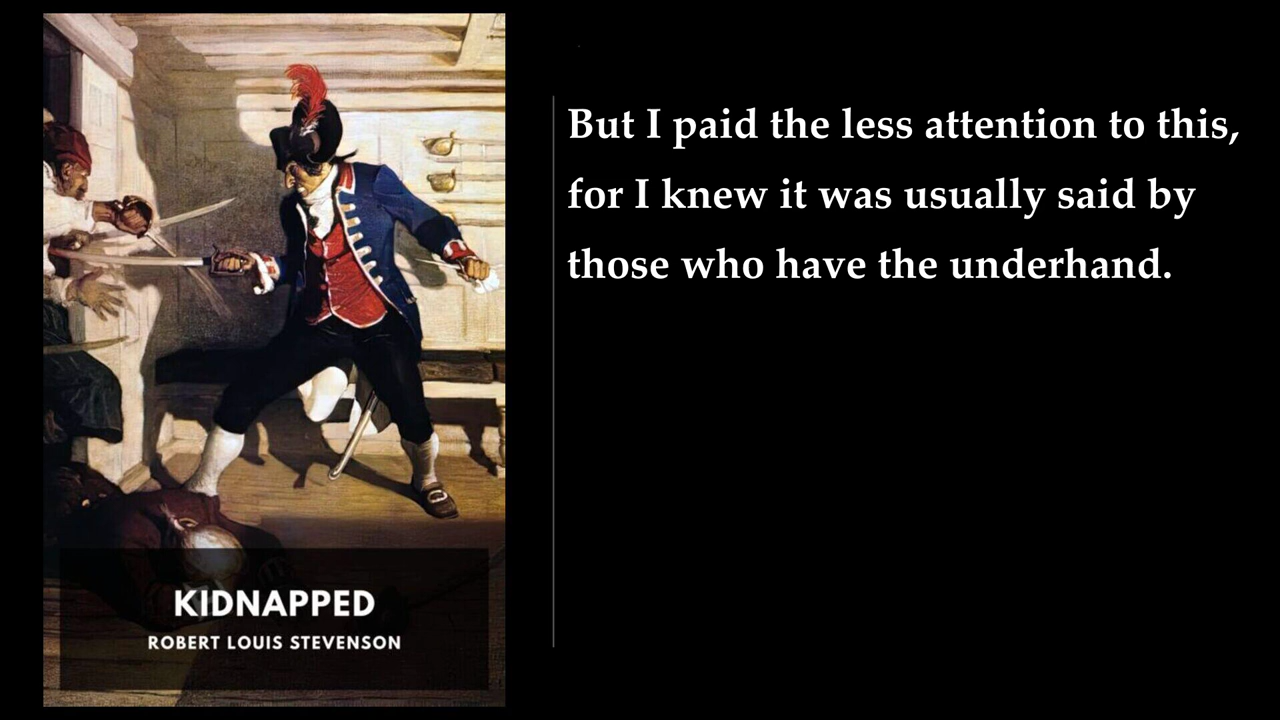 But I paid the less attention to this,
for I knew it was usually said by
those who have the underhand.
KIDNAPPED
ROBERT LOUIS STEVENSON